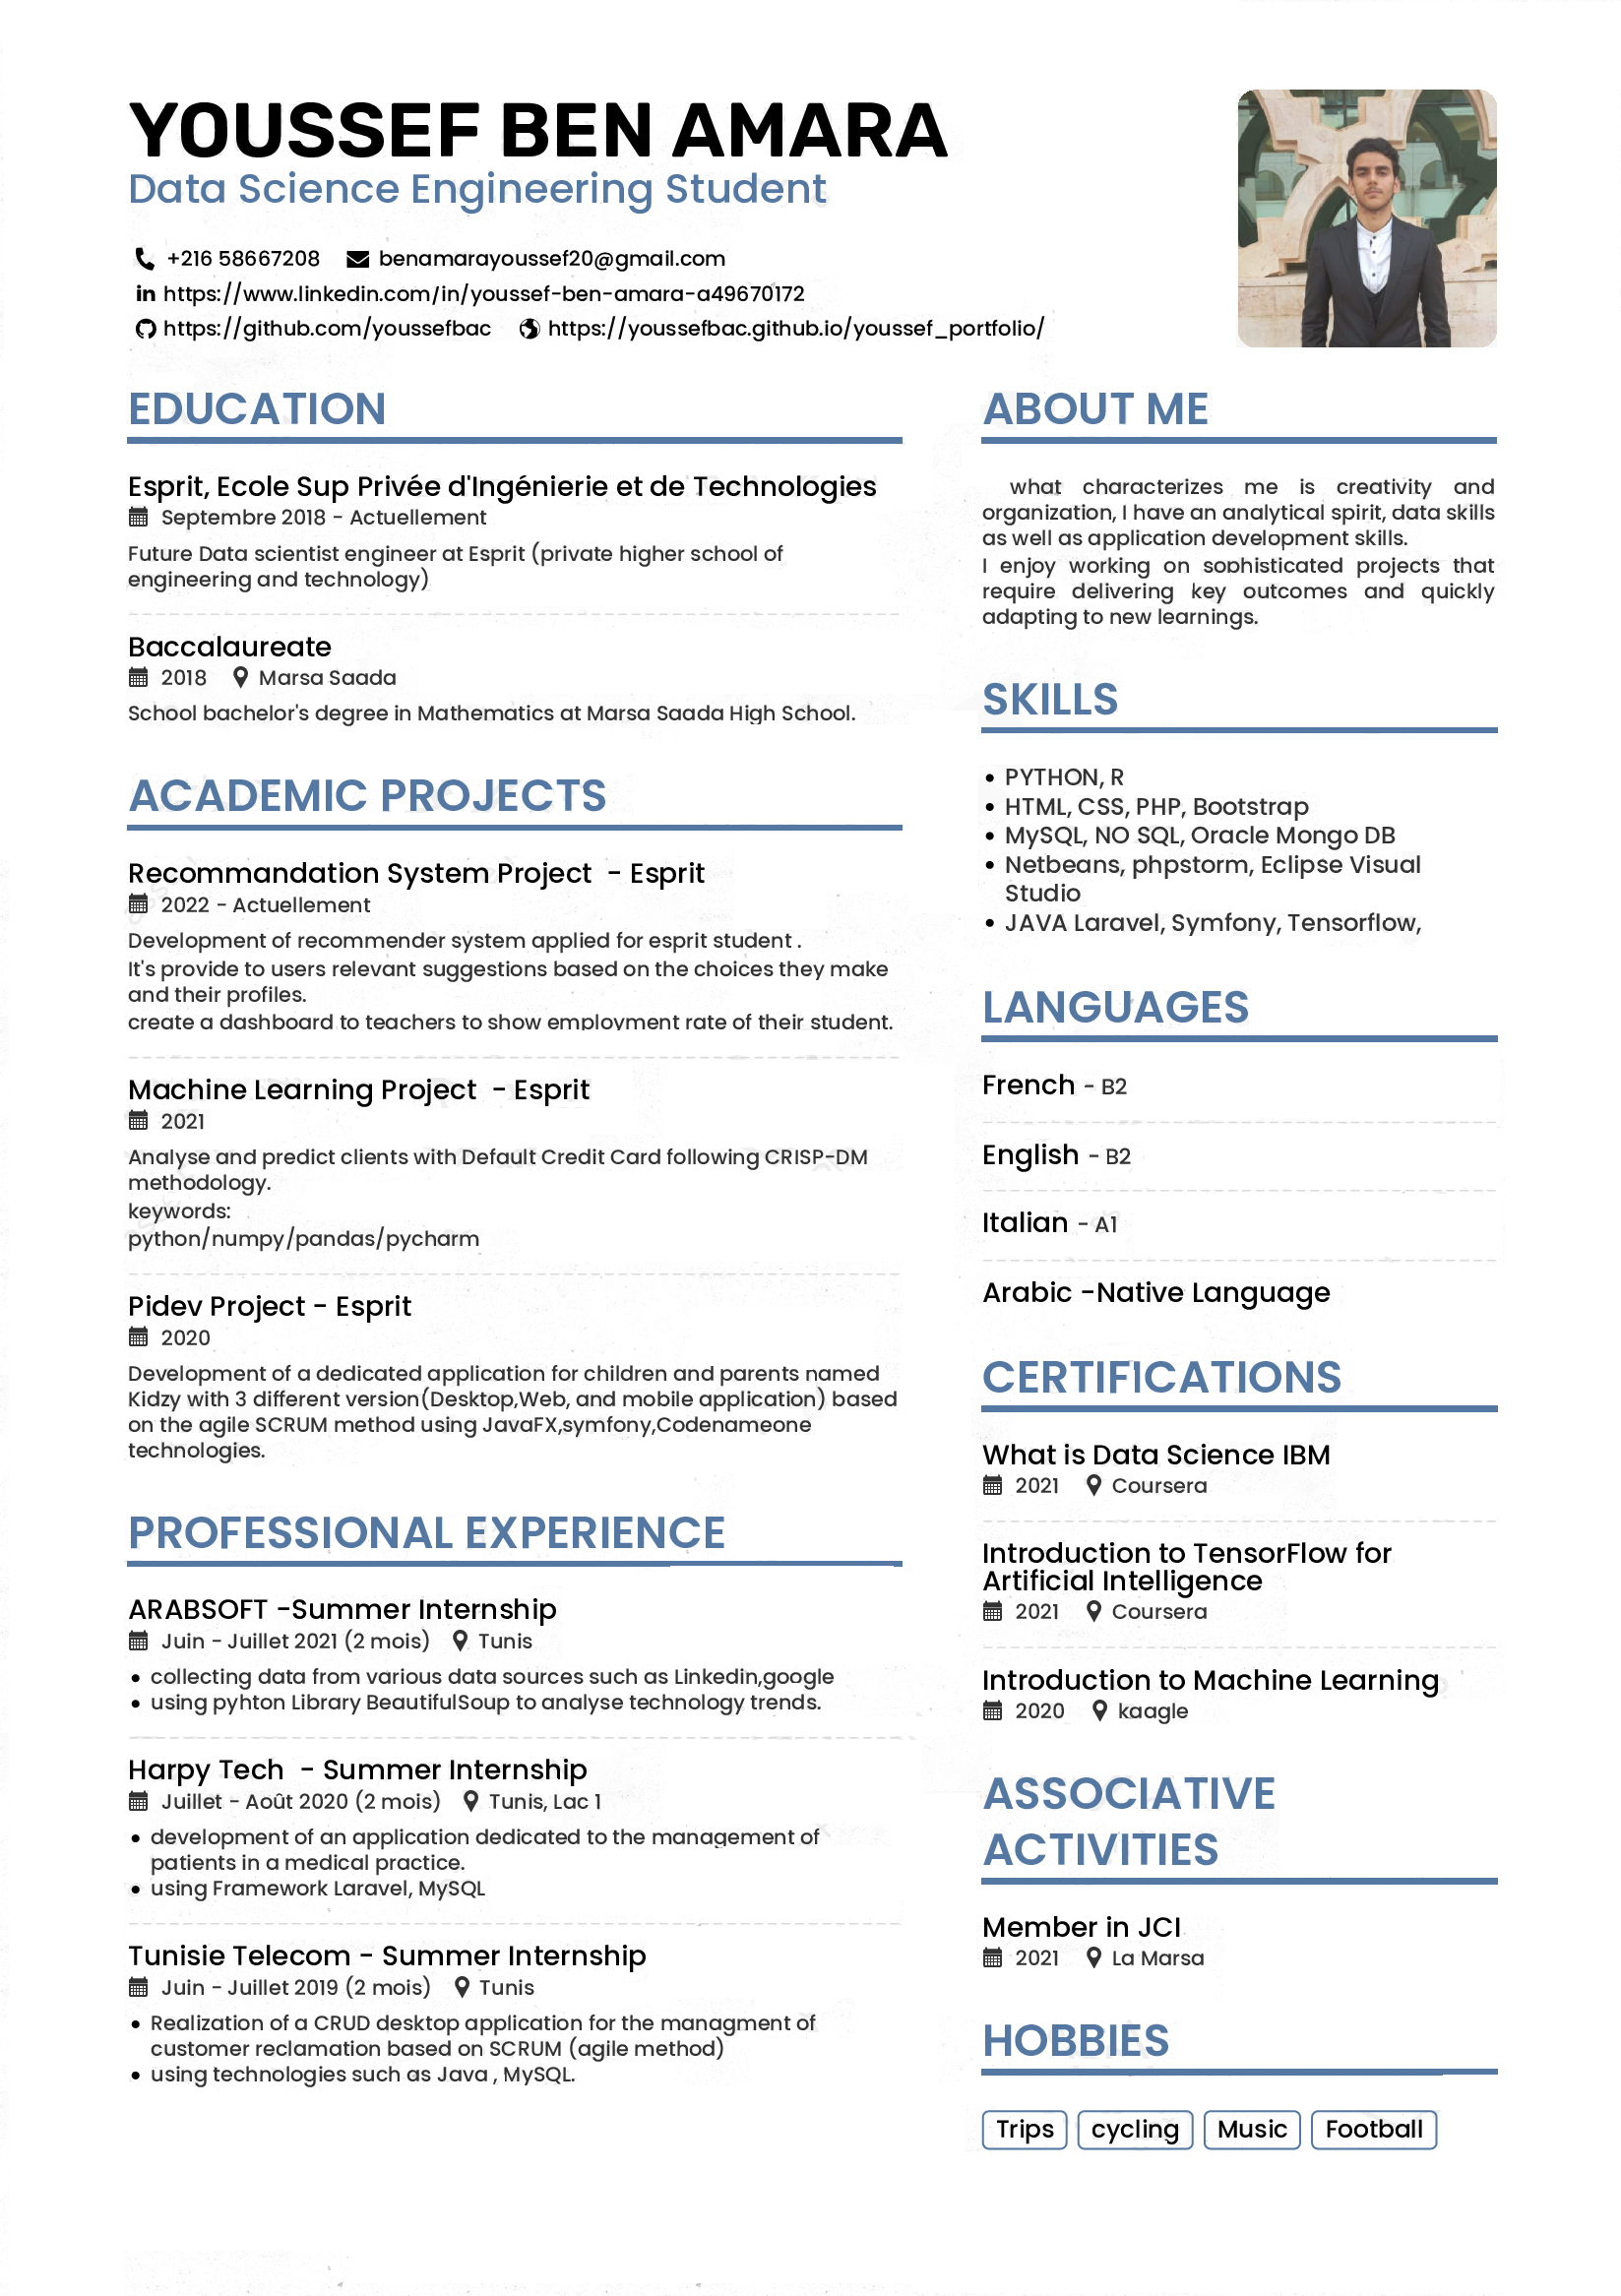 YOUSSEF BEN AMARA
Data Science Engineering Student
+216 58667208 benamarayoussef20@gmail.com
https://www.linkedin.com/in/youssef-ben-amara-a49670172
https://github.com/youssefbac https://youssefbac.github.io/youssef_portfolio/
EDUCATION
Esprit, Ecole Sup Privée d'Ingénierie et de Technologies
Septembre 2018 - Actuellement
Future Data scientist engineer at Esprit (private higher school of
engineering and technology)
Baccalaureate
2018 Marsa Saada
School bachelor's degree in Mathematics at Marsa Saada High School.
ACADEMIC PROJECTS
Recommandation System Project - Esprit
2022 - Actuellement
Development of recommender system applied for esprit student .
It's provide to users relevant suggestions based on the choices they make
and their profiles.
create a dashboard to teachers to show employment rate of their student.
Machine Learning Project - Esprit
2021
Analyse and predict clients with Default Credit Card following CRISP-DM
methodology.
keywords:
python/numpy/pandas/pycharm
Pidev Project - Esprit
2020
Development of a dedicated application for children and parents named
Kidzy with 3 different version(Desktop,Web, and mobile application) based
on the agile SCRUM method using JavaFX,symfony,Codenameone
technologies.
PROFESSIONAL EXPERIENCE
ARABSOFT -Summer Internship
Juin - Juillet 2021 (2 mois) Tunis
• collecting data from various data sources such as Linkedin,google
• using pyhton Library BeautifulSoup to analyse technology trends.
Harpy Tech - Summer Internship
Juillet - Août 2020 (2 mois) Tunis, Lac 1
• development of an application dedicated to the management of
patients in a medical practice.
• using Framework Laravel, MySQL
Tunisie Telecom - Summer Internship
Juin - Juillet 2019 (2 mois) Tunis
• Realization of a CRUD desktop application for the managment of
customer reclamation based on SCRUM (agile method)
• using technologies such as Java , MySQL.
ABOUT ME
what characterizes me is creativity and
organization, I have an analytical spirit, data skills
as well as application development skills.
I enjoy working on sophisticated projects that
require delivering key outcomes and quickly
adapting to new learnings.
SKILLS
• PYTHON, R
• HTML, CSS, PHP, Bootstrap
• MySQL, NO SQL, Oracle Mongo DB
• Netbeans, phpstorm, Eclipse Visual
Studio
• JAVA Laravel, Symfony, Tensorflow,
LANGUAGES
French - B2
English - B2
Italian - A1
Arabic -Native Language
CERTIFICATIONS
What is Data Science IBM
2021 Coursera
Introduction to TensorFlow for
Artificial Intelligence
2021 Coursera
Introduction to Machine Learning
2020 kaagle
ASSOCIATIVE
ACTIVITIES
Member in JCI
2021 La Marsa
HOBBIES
Trips cycling Music Football